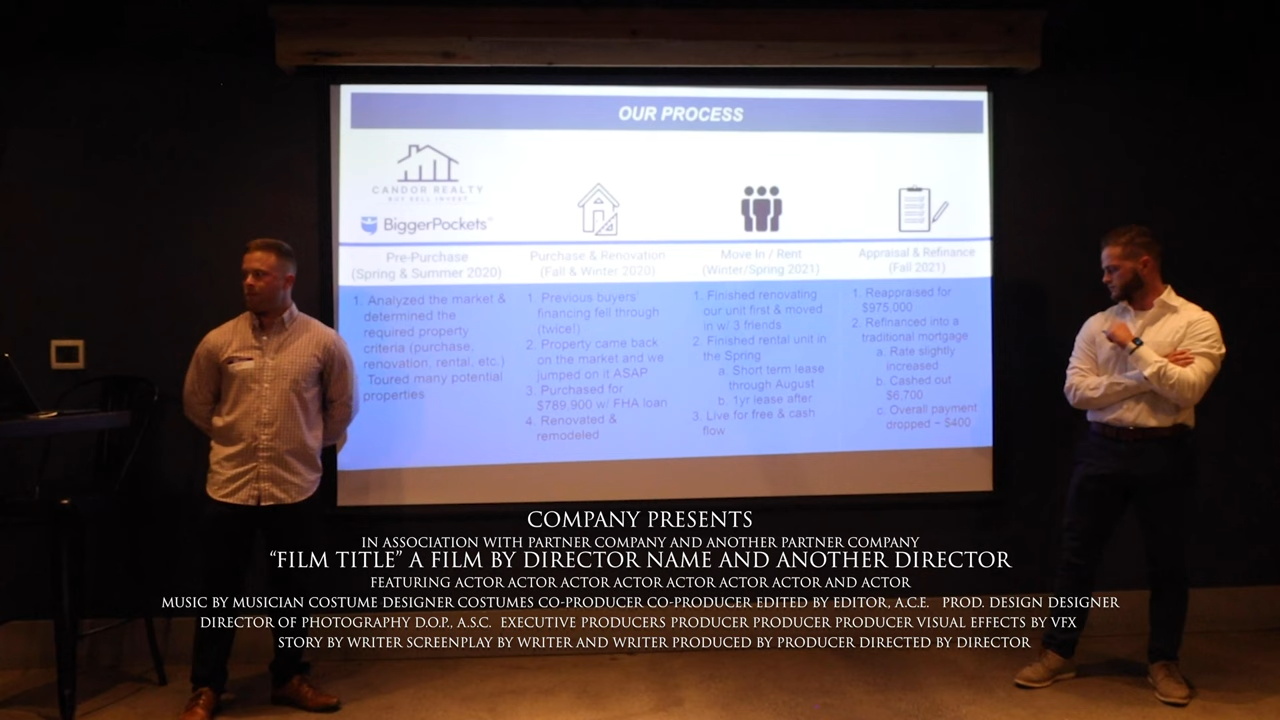 OUR PROCESS
CANDOR REALTY
BUY SELL INVEST
BiggerPockets
Pre-Purchase
(Spring & Summer 2020)
1. Analyzed the market &
determined the
required property
criteria (purchase,
renovation, rental, etc.)
Toured many potential
properties
Purchase & Renovation
(Fall & Winter 2020)
1. Previous buyers'
financing fell through
(twice!)
2. Property came back
on the market and we
jumped on it ASAP
3. Purchased for
$789,900 w/ FHA loan
4. Renovated &
remodeled
Move In / Rent
(Winter/Spring 2021)
1. Finished renovating
our unit first & moved
in w/ 3 friends
2. Finished rental unit in
the Spring
a. Short term lease
through August
b. 1yr lease after
3. Live for free & cash
flow
Appraisal & Refinance
(Fall 2021)
1. Reappraised for
$975,000
2. Refinanced into a
traditional mortgage
a. Rate slightly
increased
b. Cashed out
$6,700
c. Overall payment
dropped ~ $400
COMPANY PRESENTS
IN ASSOCIATION WITH PARTNER COMPANY AND ANOTHER PARTNER COMPANY
“FILM TITLE” A FILM BY DIRECTOR NAME AND ANOTHER DIRECTOR
FEATURING ACTOR ACTOR ACTOR ACTOR ACTOR ACTOR ACTOR AND ACTOR
MUSIC BY MUSICIAN COSTUME DESIGNER COSTUMES CO-PRODUCER CO-PRODUCER EDITED BY EDITOR, A.C.E. PROD. DESIGN DESIGNER
DIRECTOR OF PHOTOGRAPHY D.O.P., A.S.C. EXECUTIVE PRODUCERS PRODUCER PRODUCER PRODUCER VISUAL EFFECTS BY VFX
STORY BY WRITER SCREENPLAY BY WRITER AND WRITER PRODUCED BY PRODUCER DIRECTED BY DIRECTOR